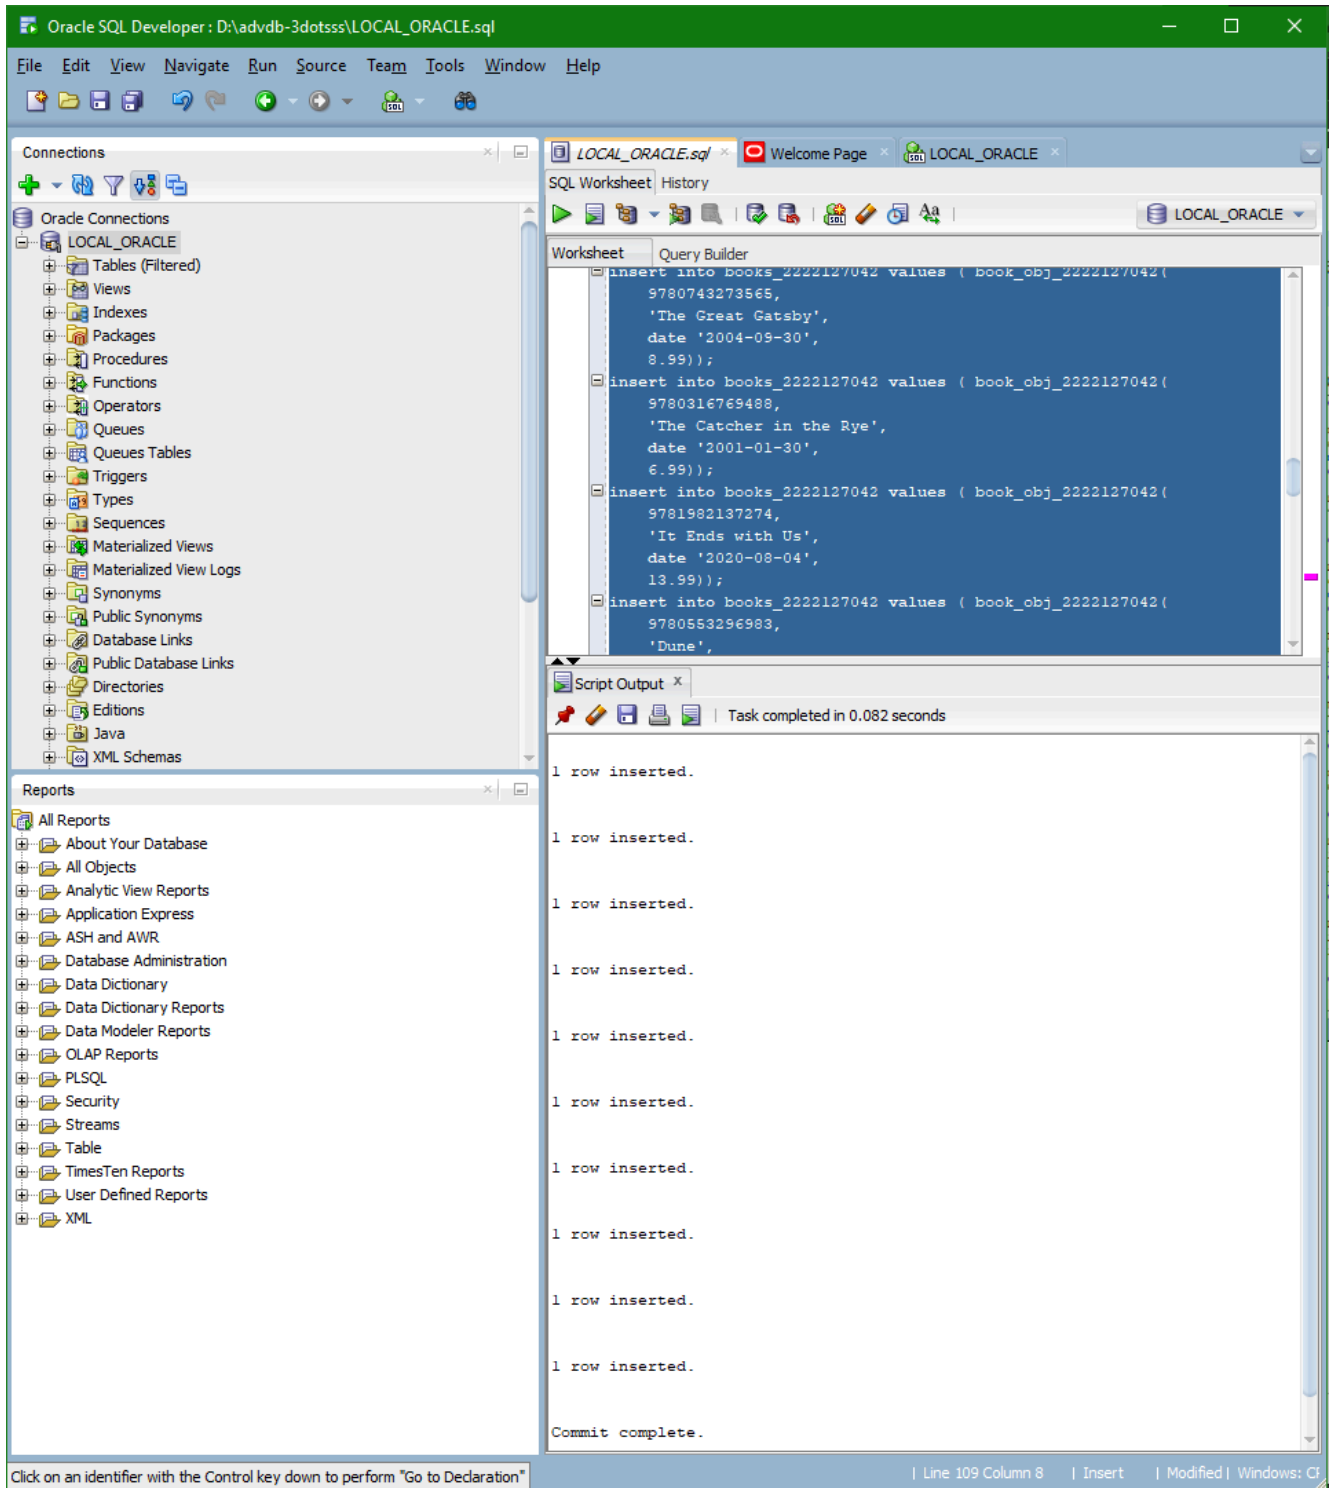 Oracle SQL Developer : D:\advdb-3dotsss\LOCAL_ORACLE.sql
File Edit View Navigate Run Source Team Tools Window Help
Connections
Oracle Connections
LOCAL_ORACLE
Tables (Filtered)
Views
Indexes
Packages
Procedures
Functions
Operators
Queues
Queues Tables
Triggers
Types
Sequences
Materialized Views
Materialized View Logs
Synonyms
Public Synonyms
Database Links
Public Database Links
Directories
Editions
Java
XML Schemas
Reports
All Reports
About Your Database
All Objects
Analytic View Reports
Application Express
ASH and AWR
Database Administration
Data Dictionary
Data Dictionary Reports
Data Modeler Reports
OLAP Reports
PLSQL
Security
Streams
Table
TimesTen Reports
User Defined Reports
XML
LOCAL_ORACLE.sql Welcome Page LOCAL_ORACLE
SQL Worksheet History
LOCAL_ORACLE
Worksheet Query Builder
insert into books_2222127042 values ( book_obj_2222127042(
9780743273565,
'The Great Gatsby',
date '2004-09-30',
8.99));
insert into books_2222127042 values ( book_obj_2222127042(
9780316769488,
'The Catcher in the Rye',
date '2001-01-30',
6.99));
insert into books_2222127042 values ( book_obj_2222127042(
9781982137274,
'It Ends with Us',
date '2020-08-04',
13.99));
insert into books_2222127042 values ( book_obj_2222127042(
9780553296983,
'Dune',
Script Output
Task completed in 0.082 seconds
1 row inserted.
1 row inserted.
1 row inserted.
1 row inserted.
1 row inserted.
1 row inserted.
1 row inserted.
1 row inserted.
1 row inserted.
1 row inserted.
Commit complete.
Click on an identifier with the Control key down to perform "Go to Declaration"
| Line 109 Column 8 | Insert | Modified | Windows: